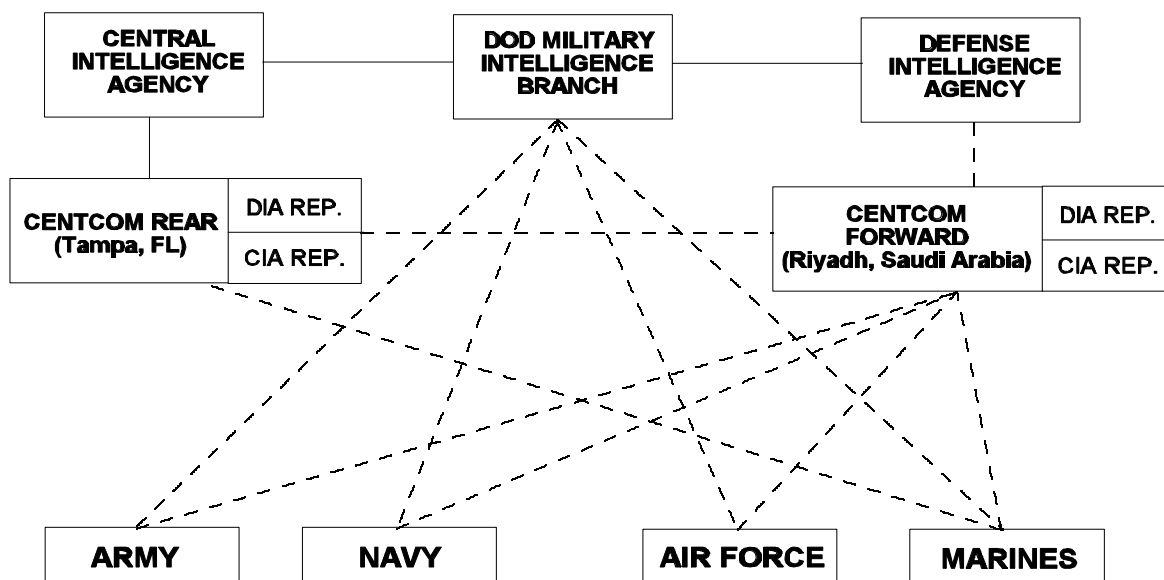 CENTRAL
INTELLIGENCE
AGENCY
DOD MILITARY
INTELLIGENCE
BRANCH
DEFENSE
INTELLIGENCE
AGENCY
CENTCOM REAR
(Tampa, FL)
DIA REP.
CIA REP.
CENTCOM
FORWARD
(Riyadh, Saudi Arabia)
DIA REP.
CIA REP.
ARMY
NAVY
AIR FORCE
MARINES